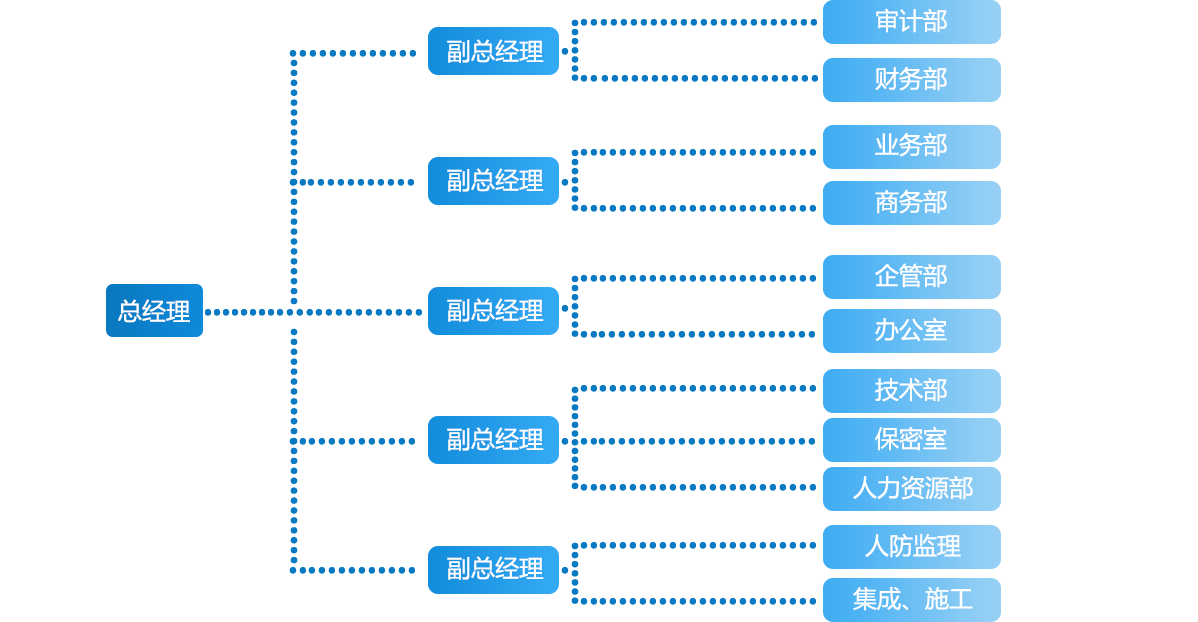 总经理
副总经理
审计部
财务部
副总经理
业务部
商务部
副总经理
企管部
办公室
副总经理
技术部
保密室
人力资源部
副总经理
人防监理
集成、施工